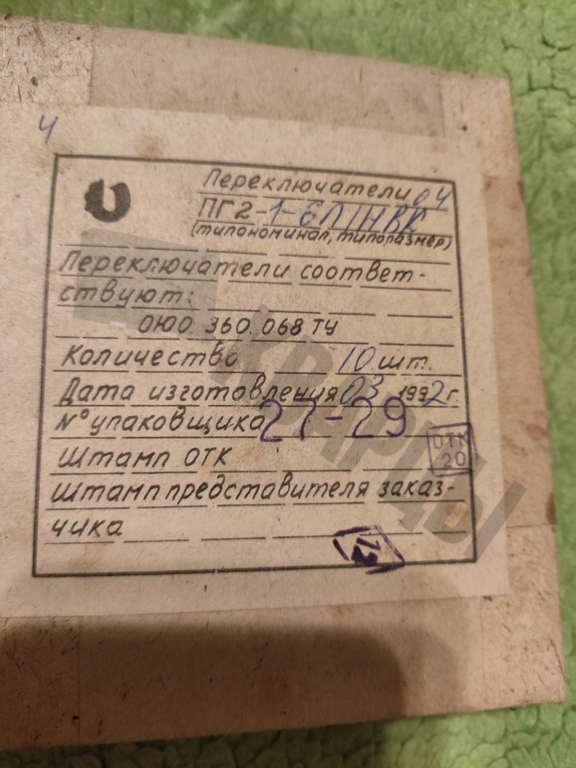 ч
Переключатели 04
ПГ2-1-6П1НВК
(типономинал, типоразмер)
Переключатели соответ-
ствуют:
ОЮ0.360.068 ТУ
Количество 10 шт.
Дата изготовления 03 1992 г.
№ упаковщика 27-29
Штамп ОТК
ОТК
20
Штамп представителя заказ-
чика